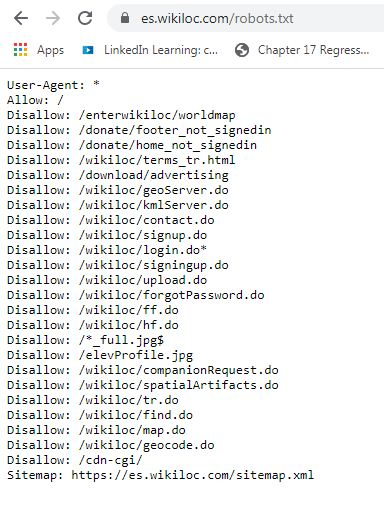 es.wikiloc.com/robots.txt
Apps LinkedIn Learning: c... Chapter 17 Regress...
User-Agent: *
Allow: /
Disallow: /enterwikiloc/worldmap
Disallow: /donate/footer_not_signedin
Disallow: /donate/home_not_signedin
Disallow: /wikiloc/terms_tr.html
Disallow: /download/advertising
Disallow: /wikiloc/geoServer.do
Disallow: /wikiloc/kmlServer.do
Disallow: /wikiloc/contact.do
Disallow: /wikiloc/signup.do
Disallow: /wikiloc/login.do*
Disallow: /wikiloc/signingup.do
Disallow: /wikiloc/upload.do
Disallow: /wikiloc/forgotPassword.do
Disallow: /wikiloc/ff.do
Disallow: /wikiloc/hf.do
Disallow: /*_full.jpg$
Disallow: /elevProfile.jpg
Disallow: /wikiloc/companionRequest.do
Disallow: /wikiloc/spatialArtifacts.do
Disallow: /wikiloc/tr.do
Disallow: /wikiloc/find.do
Disallow: /wikiloc/map.do
Disallow: /wikiloc/geocode.do
Disallow: /cdn-cgi/
Sitemap: https://es.wikiloc.com/sitemap.xml